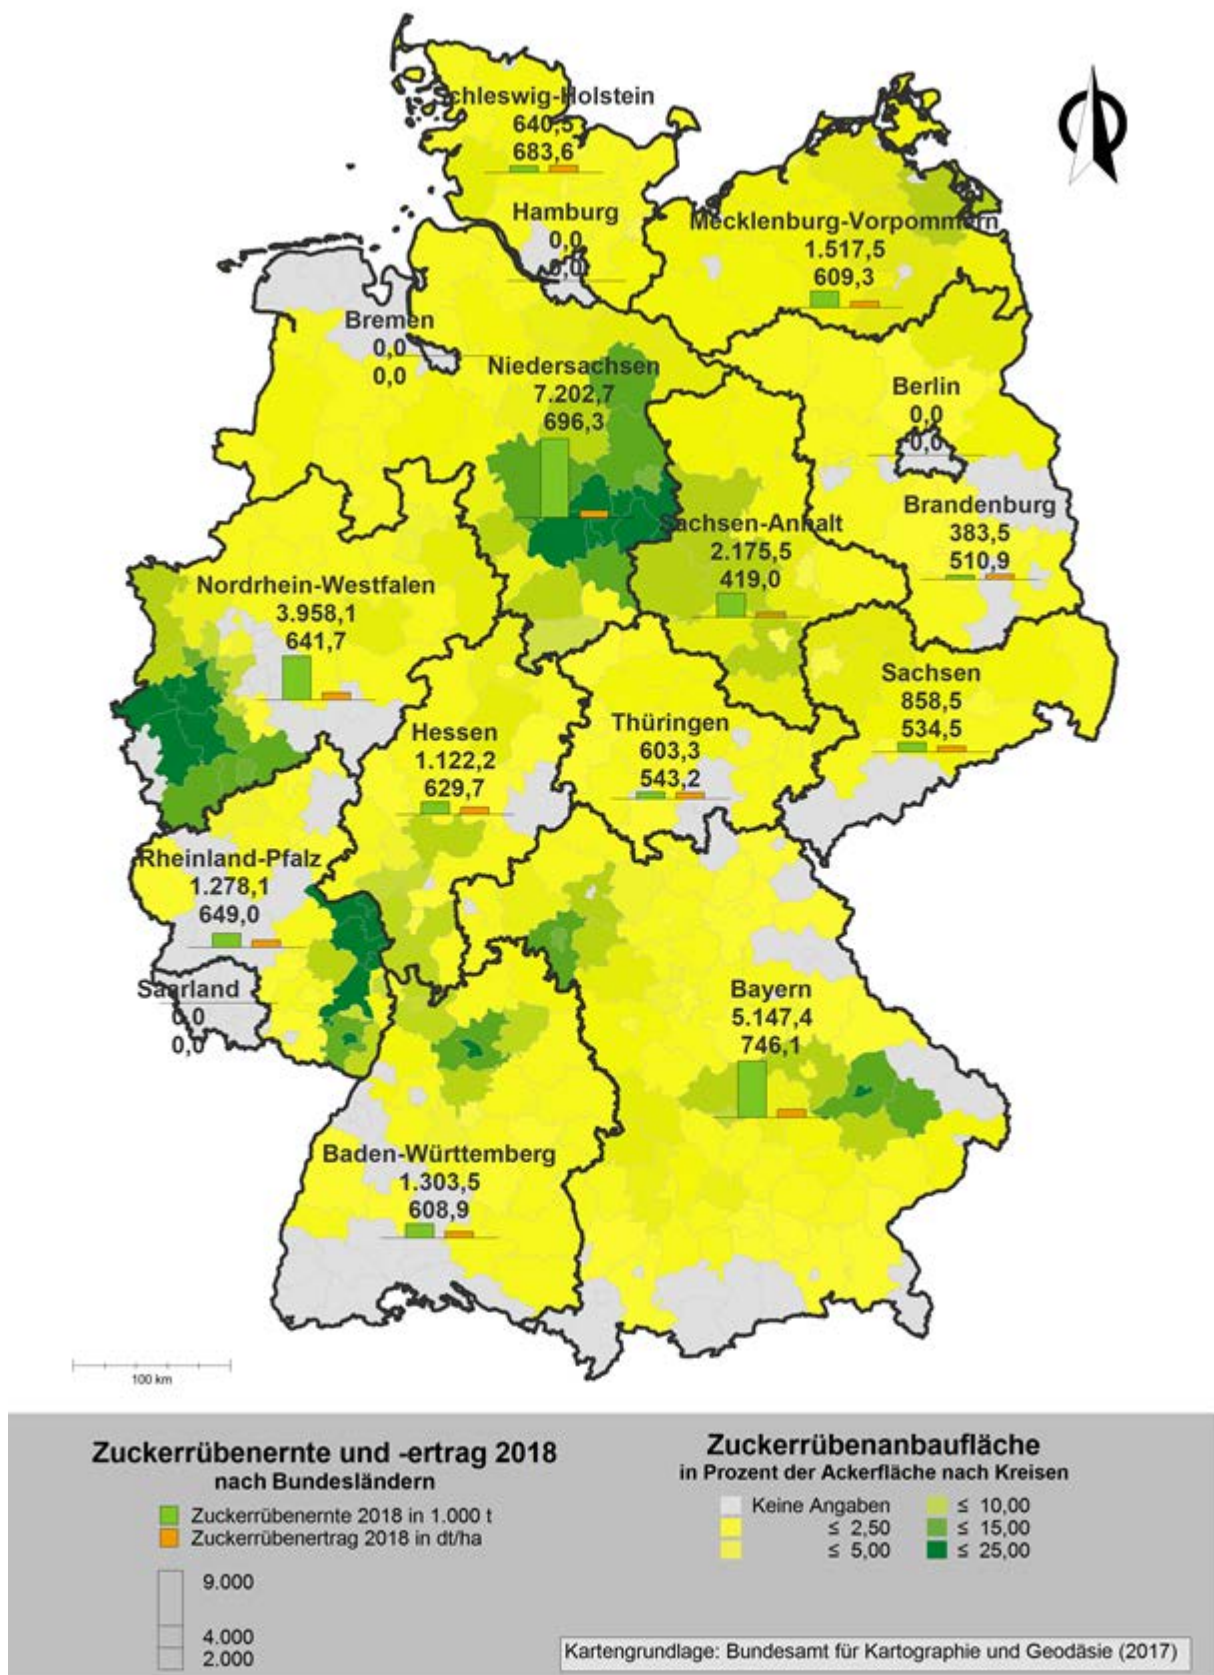 Schleswig-Holstein
640,5
683,6
Hamburg
0,0
0,0
Mecklenburg-Vorpommern
1.517,5
609,3
Bremen
0,0
0,0
Niedersachsen
7.202,7
696,3
Berlin
0,0
0,0
Brandenburg
383,5
510,9
Sachsen-Anhalt
2.175,5
419,0
Nordrhein-Westfalen
3.958,1
641,7
Sachsen
858,5
534,5
Hessen
1.122,2
629,7
Thüringen
603,3
543,2
Rheinland-Pfalz
1.278,1
649,0
Saarland
0,0
0,0
Bayern
5.147,4
746,1
Baden-Württemberg
1.303,5
608,9
100 km
Zuckerrübenernte und -ertrag 2018
nach Bundesländern
Zuckerrübenernte 2018 in 1.000 t
Zuckerrübenertrag 2018 in dt/ha
9.000
4.000
2.000
Zuckerrübenanbaufläche
in Prozent der Ackerfläche nach Kreisen
Keine Angaben
≤ 2,50
≤ 5,00
≤ 10,00
≤ 15,00
≤ 25,00
Kartengrundlage: Bundesamt für Kartographie und Geodäsie (2017)